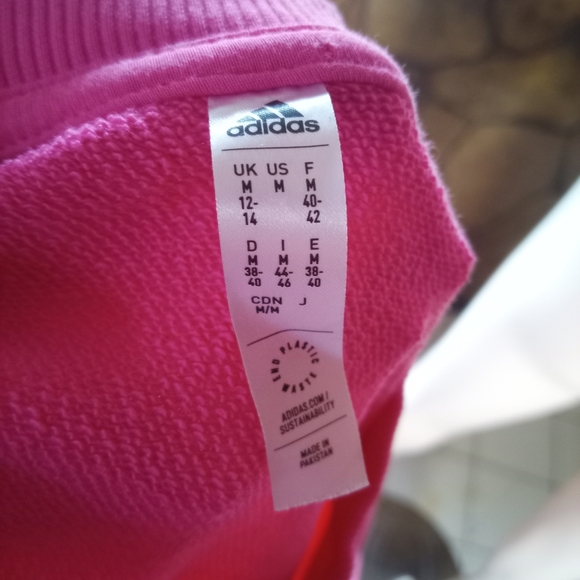 adidas
UK US F
M M M
12- 40-
14 42
D I E
M M M
38- 44- 38-
40 46 40
CDN J
M/M
END PLASTIC WASTE
ADIDAS.COM/
SUSTAINABILITY
MADE IN
PAKISTAN